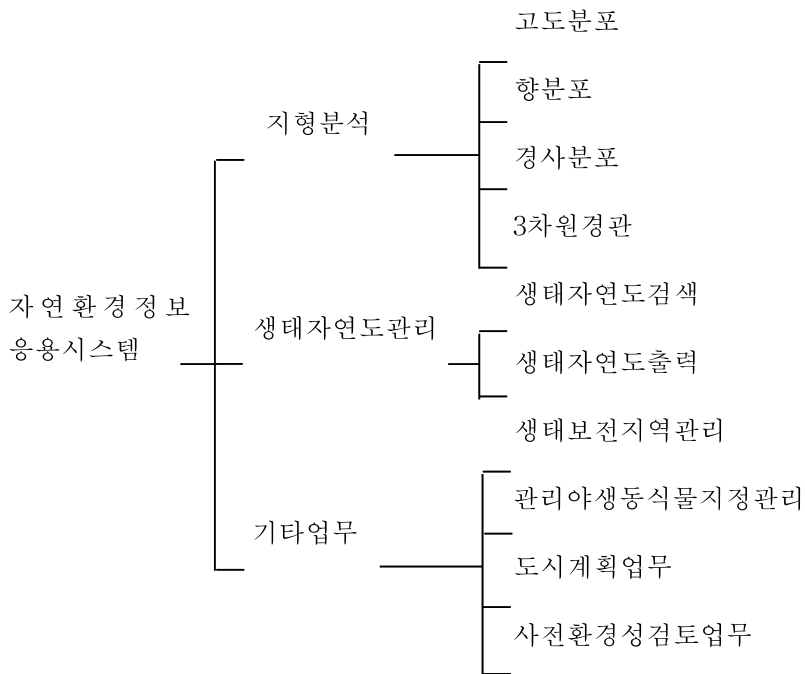 자연환경정보
응용시스템
지형분석
고도분포
향분포
경사분포
3차원경관
생태자연도관리
생태자연도검색
생태자연도출력
기타업무
생태보전지역관리
관리야생동식물지정관리
도시계획업무
사전환경성검토업무